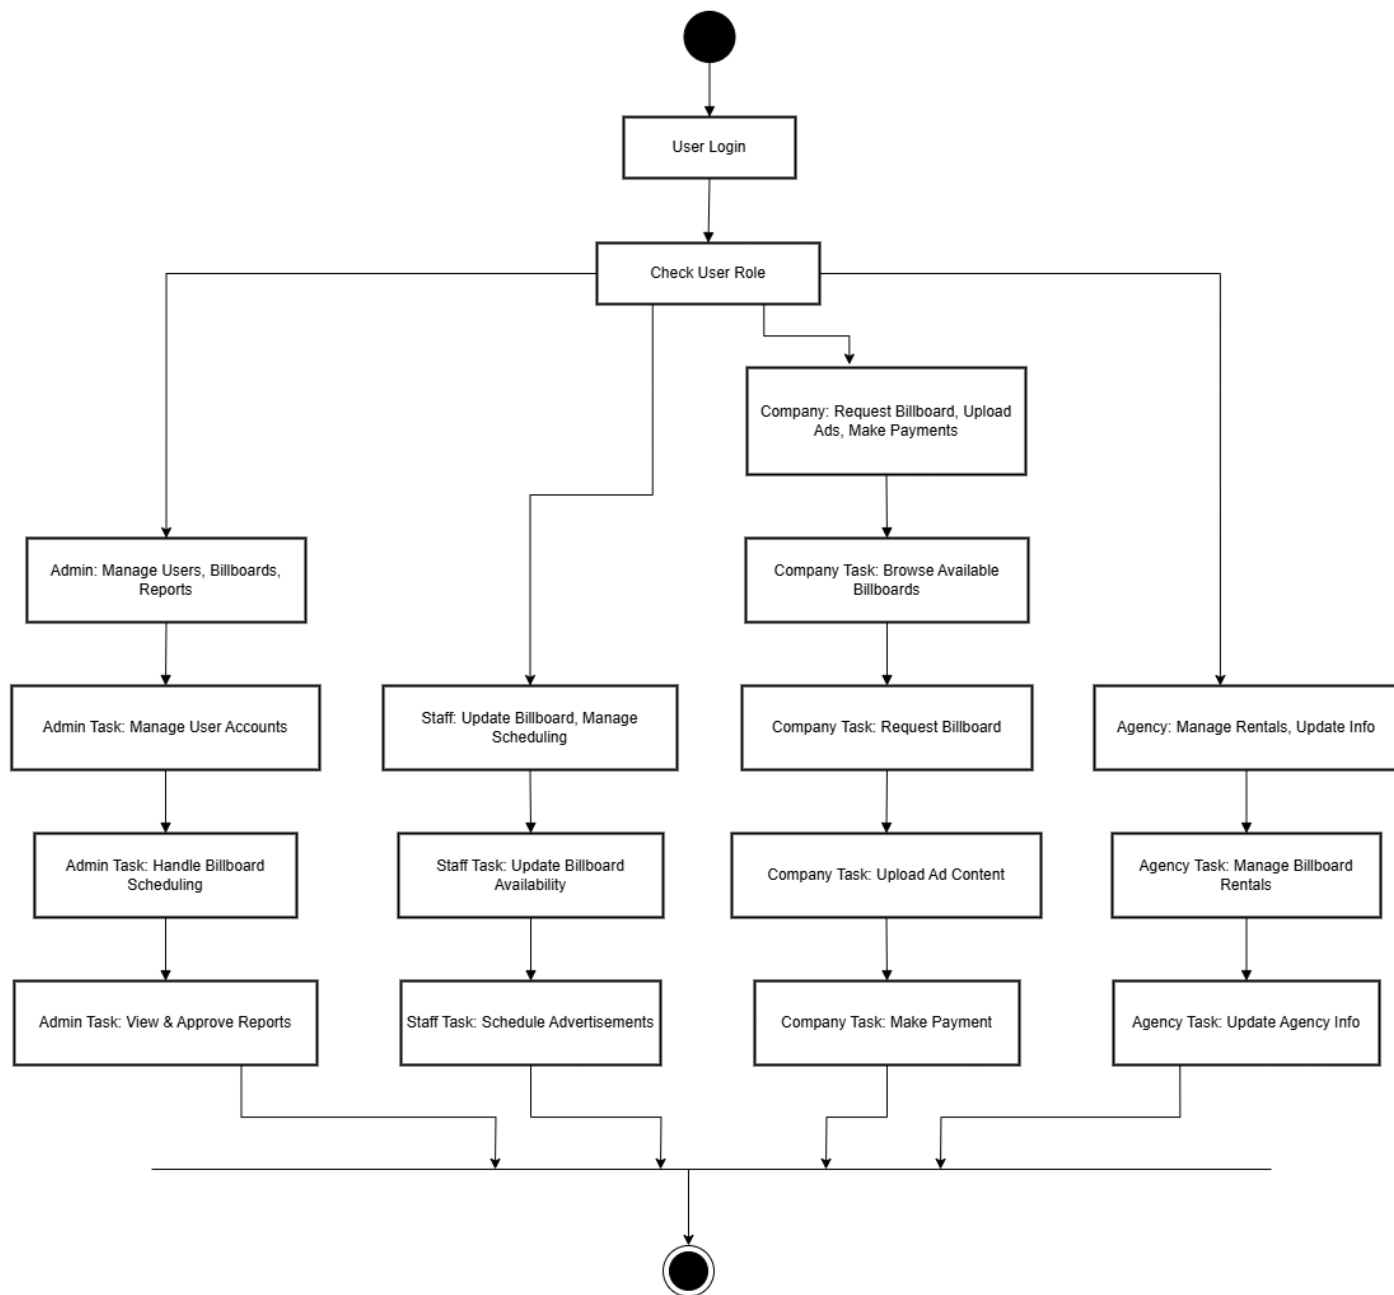 User Login
Check User Role
Company: Request Billboard, Upload
Ads, Make Payments
Admin: Manage Users, Billboards,
Reports
Company Task: Browse Available
Billboards
Admin Task: Manage User Accounts
Staff: Update Billboard, Manage
Scheduling
Company Task: Request Billboard
Agency: Manage Rentals, Update Info
Admin Task: Handle Billboard
Scheduling
Staff Task: Update Billboard
Availability
Company Task: Upload Ad Content
Agency Task: Manage Billboard
Rentals
Admin Task: View & Approve Reports
Staff Task: Schedule Advertisements
Company Task: Make Payment
Agency Task: Update Agency Info